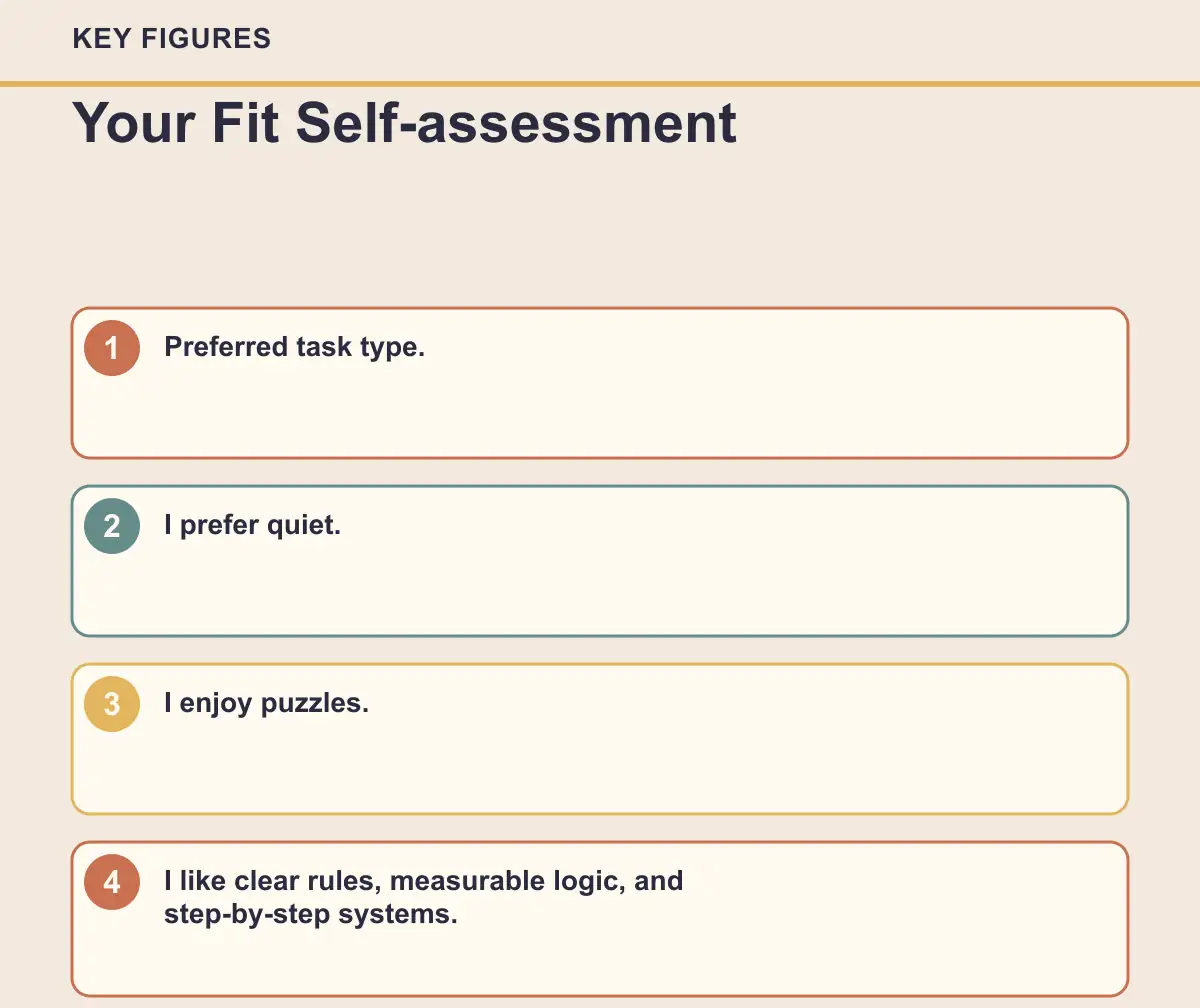 KEY FIGURES
Your Fit Self-assessment
1
Preferred task type.
2
I prefer quiet.
3
I enjoy puzzles.
4
I like clear rules, measurable logic, and
step-by-step systems.